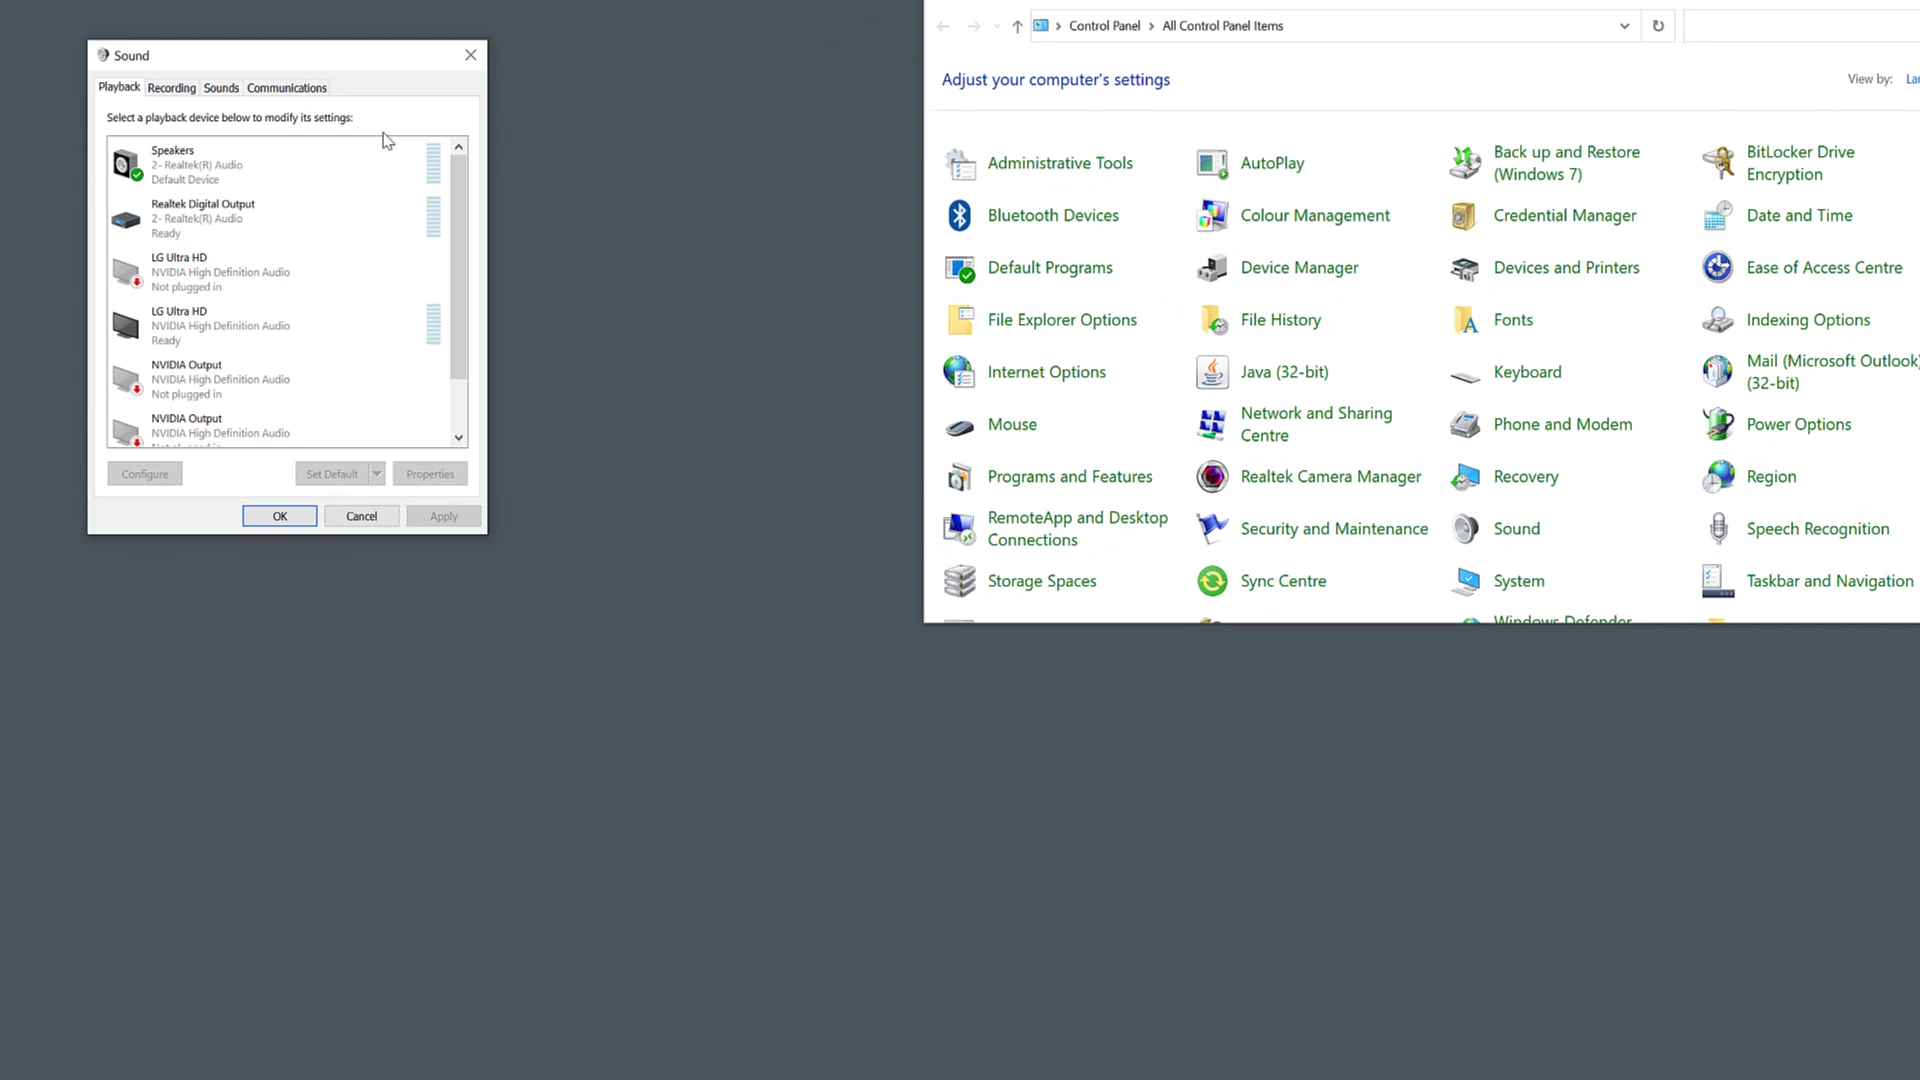 Sound
Playback
Recording
Sounds
Communications
Select a playback device below to modify its settings:
Speakers
2- Realtek(R) Audio
Default Device
Realtek Digital Output
2- Realtek(R) Audio
Ready
LG Ultra HD
NVIDIA High Definition Audio
Not plugged in
LG Ultra HD
NVIDIA High Definition Audio
Ready
NVIDIA Output
NVIDIA High Definition Audio
Not plugged in
NVIDIA Output
NVIDIA High Definition Audio
Configure
Set Default
Properties
OK
Cancel
Apply
Control Panel
All Control Panel Items
Adjust your computer's settings
View by:
Administrative Tools
AutoPlay
Back up and Restore
(Windows 7)
BitLocker Drive
Encryption
Bluetooth Devices
Colour Management
Credential Manager
Date and Time
Default Programs
Device Manager
Devices and Printers
Ease of Access Centre
File Explorer Options
File History
Fonts
Indexing Options
Internet Options
Java (32-bit)
Keyboard
Mail (Microsoft Outlook)
(32-bit)
Mouse
Network and Sharing
Centre
Phone and Modem
Power Options
Programs and Features
Realtek Camera Manager
Recovery
Region
RemoteApp and Desktop
Connections
Security and Maintenance
Sound
Speech Recognition
Storage Spaces
Sync Centre
System
Taskbar and Navigation
Windows Defender